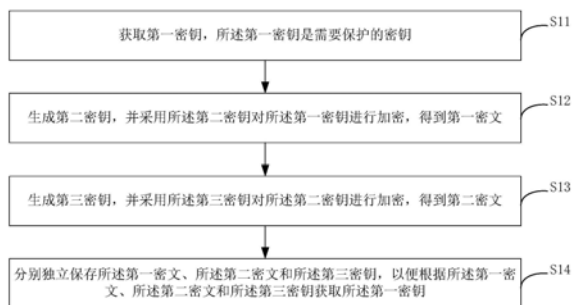 获取第一密钥，所述第一密钥是需要保护的密钥
S11
生成第二密钥，并采用所述第二密钥对所述第一密钥进行加密，得到第一密文
S12
生成第三密钥，并采用所述第三密钥对所述第二密钥进行加密，得到第二密文
S13
分别独立保存所述第一密文、所述第二密文和所述第三密钥，以便根据所述第一密
文、所述第二密文和所述第三密钥获取所述第一密钥
S14